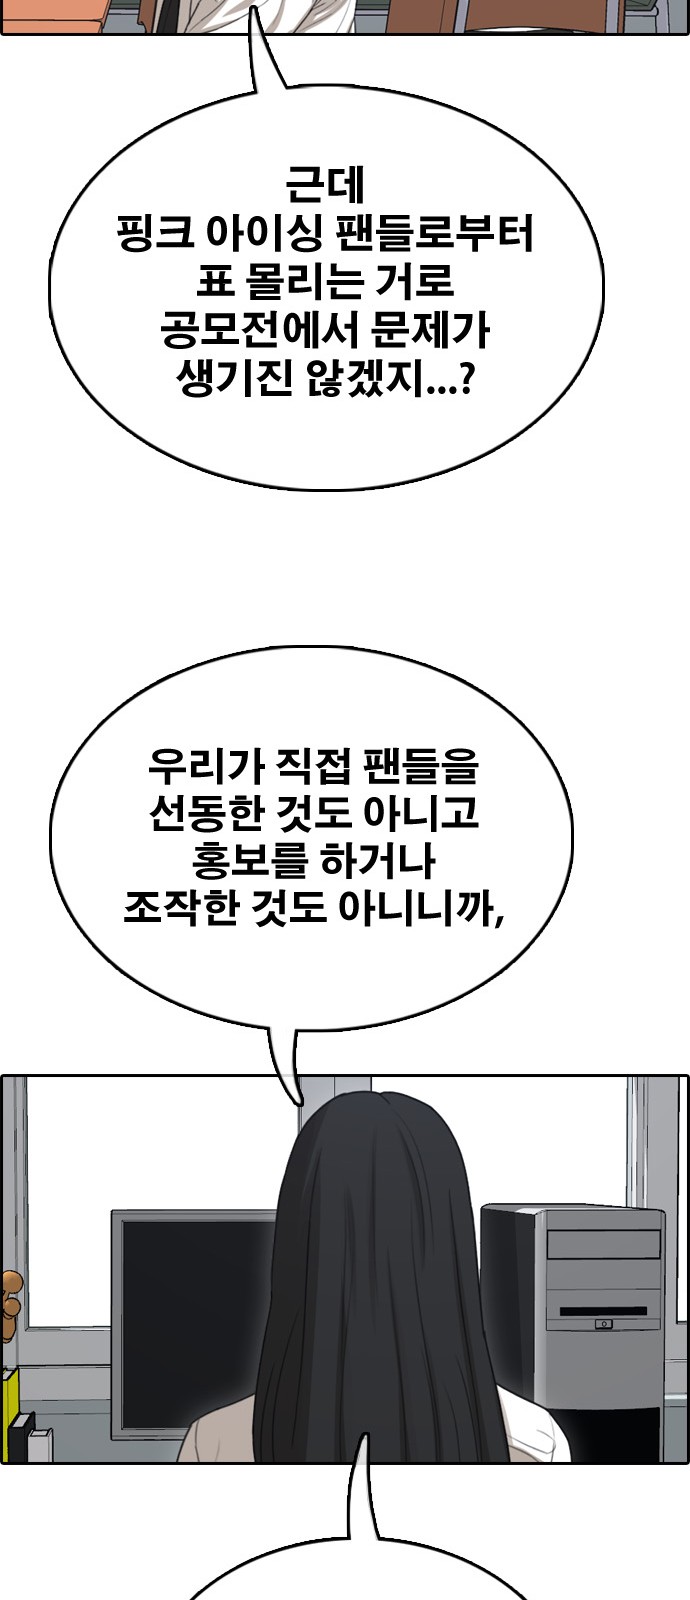 근데
핑크 아이싱 팬들로부터
표 몰리는 거로
공모전에서 문제가
생기진 않겠지...?
우리가 직접 팬들을
선동한 것도 아니고
홍보를 하거나
조작한 것도 아니니까,